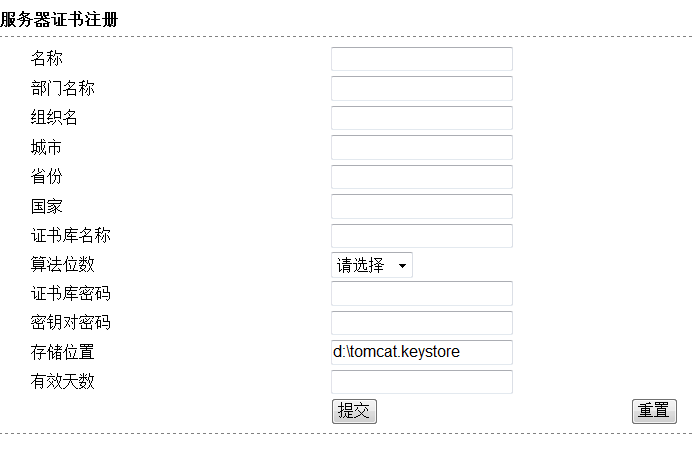 服务器证书注册
名称
部门名称
组织名
城市
省份
国家
证书库名称
算法位数 请选择
证书库密码
密钥对密码
存储位置 d:\tomcat.keystore
有效天数
提交 重置